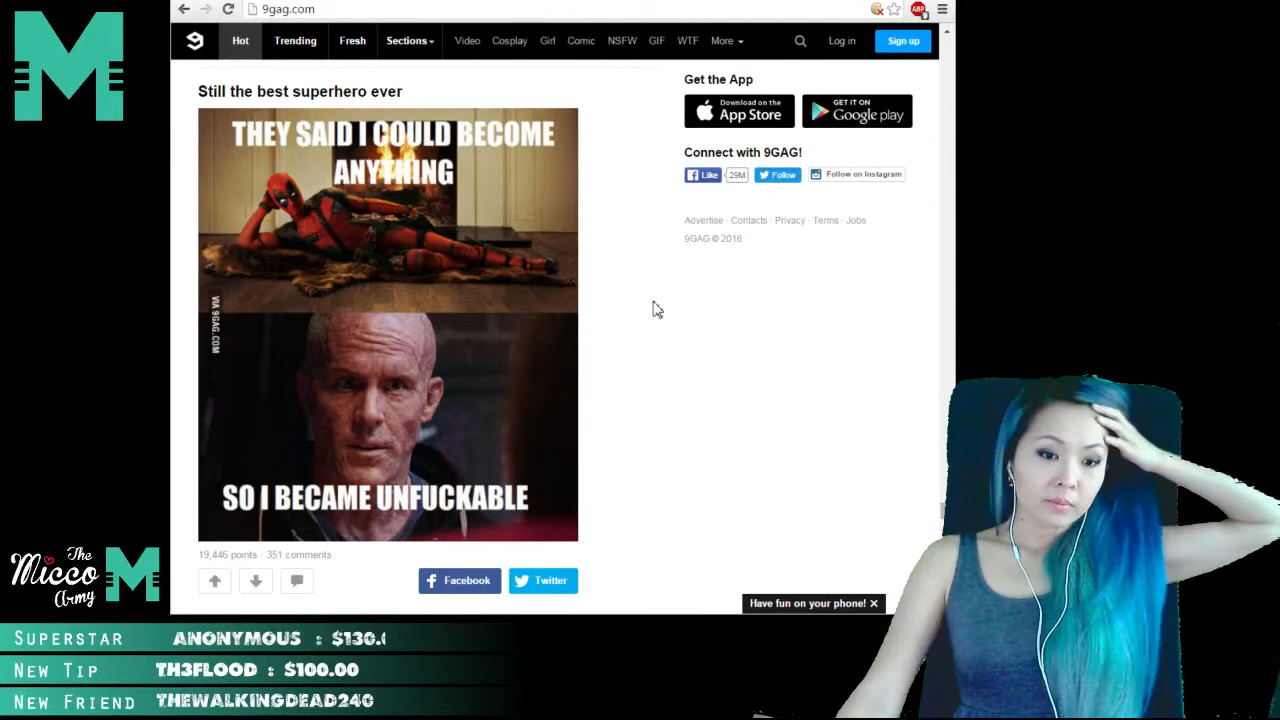 9gag.com
ABP
Hot Trending Fresh Sections Video Cosplay Girl Comic NSFW GIF WTF More Log in Sign up
Still the best superhero ever
THEY SAID I COULD BECOME
ANYTHING
VIA 9GAG.COM
SO I BECAME UNFUCKABLE
19,446 points · 351 comments
Facebook Twitter
Get the App
Download on the
App Store
GET IT ON
Google play
Connect with 9GAG!
Like 29M Follow Follow on Instagram
Advertise · Contacts · Privacy · Terms · Jobs
9GAG © 2016
Have fun on your phone! ×
M
The
Micco
Army
M
SUPERSTAR ANONYMOUS : $130.
NEW TIP TH3FLOOD : $100.00
NEW FRIEND THEWALKINGDEAD240